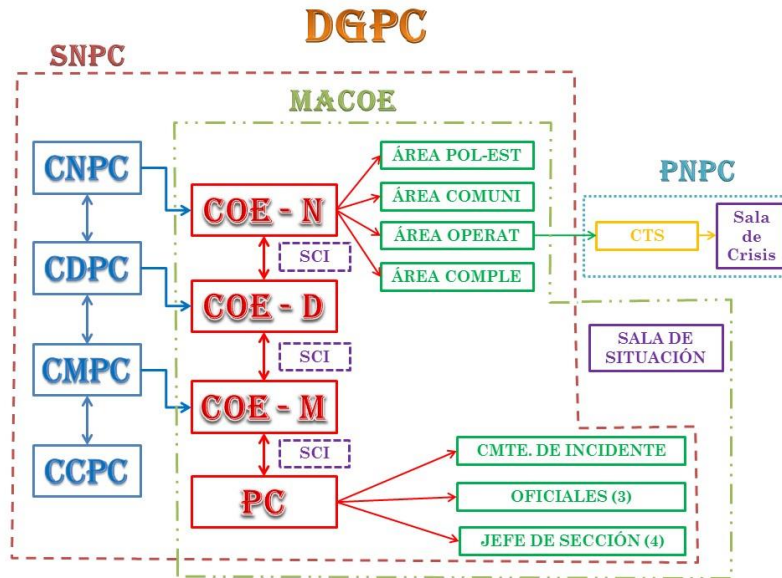 DGPC
SNPC
MACOE
PNPC
CNPC
CDPC
CMPC
CCPC
COE - N
SCI
COE - D
SCI
COE - M
SCI
PC
ÁREA POL-EST
ÁREA COMUNI
ÁREA OPERAT
ÁREA COMPLE
CTS
Sala
de
Crisis
SALA DE
SITUACIÓN
CMTE. DE INCIDENTE
OFICIALES (3)
JEFE DE SECCIÓN (4)